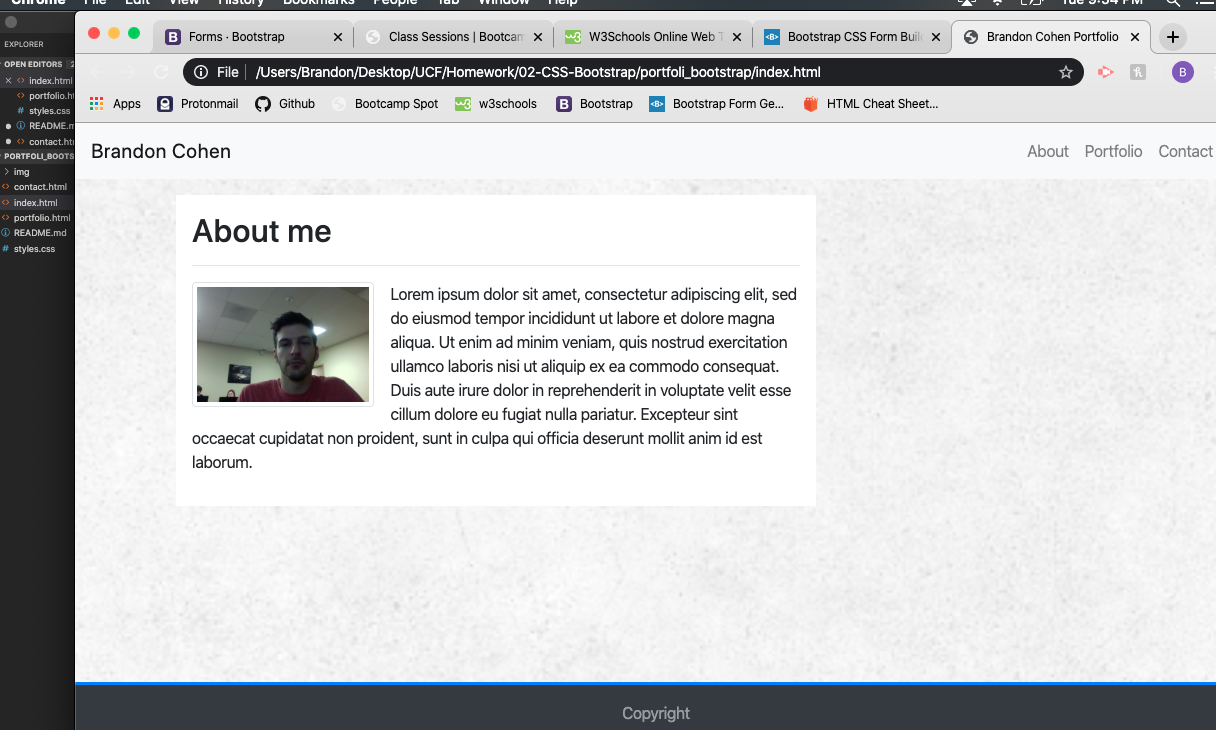 Chrome File Edit View History Bookmarks People Tab Window Help Tue 9:54 PM
EXPLORER
OPEN EDITORS
index.html
portfolio.ht
styles.css
README.m
contact.ht
PORTFOLI_BOOTS
img
contact.html
index.html
portfolio.html
README.md
styles.css
Forms · Bootstrap
Class Sessions | Bootcam
W3Schools Online Web T
Bootstrap CSS Form Buil
Brandon Cohen Portfolio
File /Users/Brandon/Desktop/UCF/Homework/02-CSS-Bootstrap/portfoli_bootstrap/index.html
B
Apps Protonmail Github Bootcamp Spot w3schools Bootstrap Bootstrap Form Ge... HTML Cheat Sheet...
Brandon Cohen
About Portfolio Contact
About me
Lorem ipsum dolor sit amet, consectetur adipiscing elit, sed
do eiusmod tempor incididunt ut labore et dolore magna
aliqua. Ut enim ad minim veniam, quis nostrud exercitation
ullamco laboris nisi ut aliquip ex ea commodo consequat.
Duis aute irure dolor in reprehenderit in voluptate velit esse
cillum dolore eu fugiat nulla pariatur. Excepteur sint
occaecat cupidatat non proident, sunt in culpa qui officia deserunt mollit anim id est
laborum.
Copyright